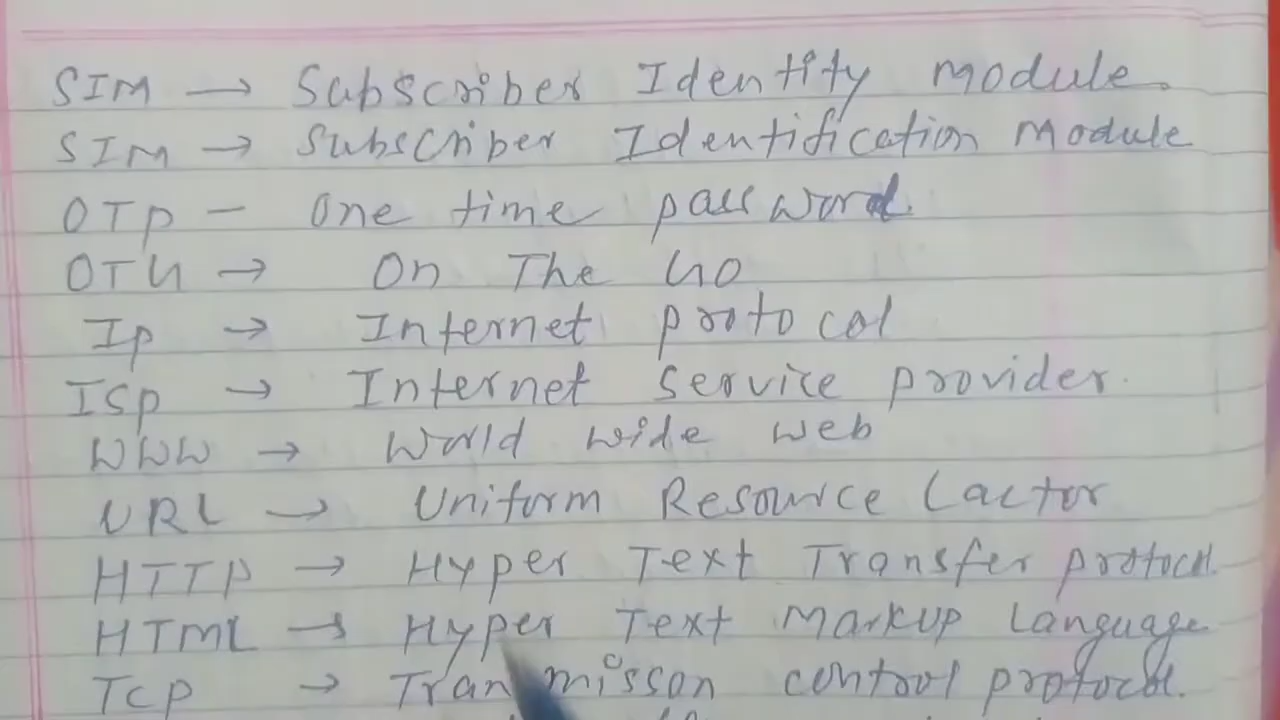 SIM → Subscriber Identity Module.
SIM → Subscriber Identification Module
OTP – One time password.
OTG → On The GO
Ip → Internet protocol
ISp → Internet service provider.
WWW → World wide web
URL → Uniform Resource Lactor
HTTP → Hyper Text Transfer protocol.
HTML → Hyper Text Markup Language
TCp → Tranmisson control protocol.